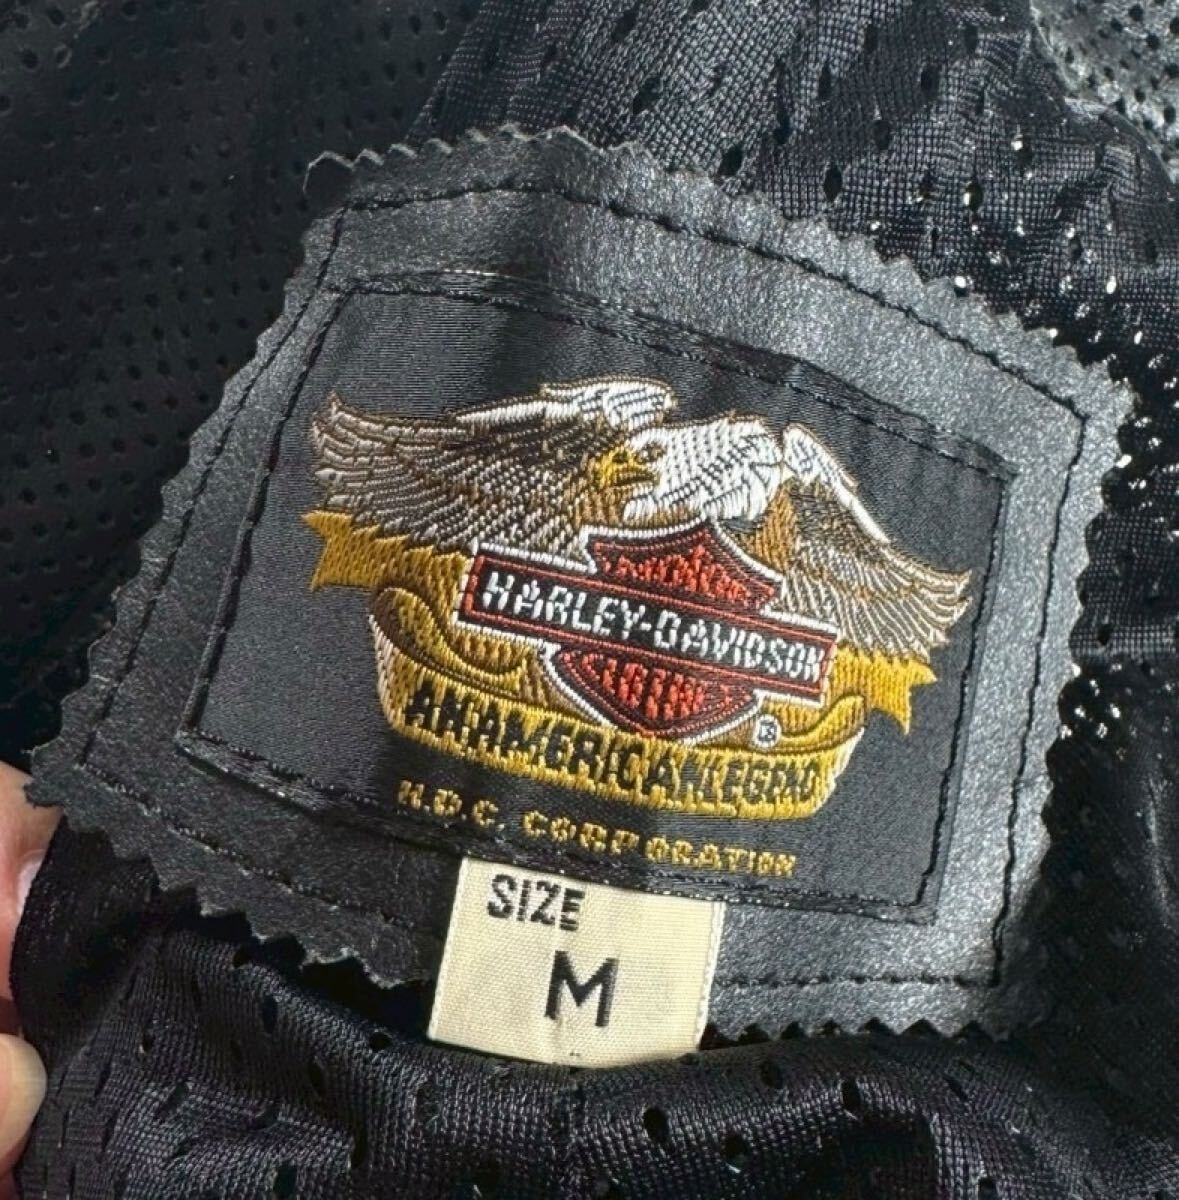 HARLEY-DAVIDSON
®
AN AMERICAN LEGEND
H.D.C. CORPORATION
SIZE
M